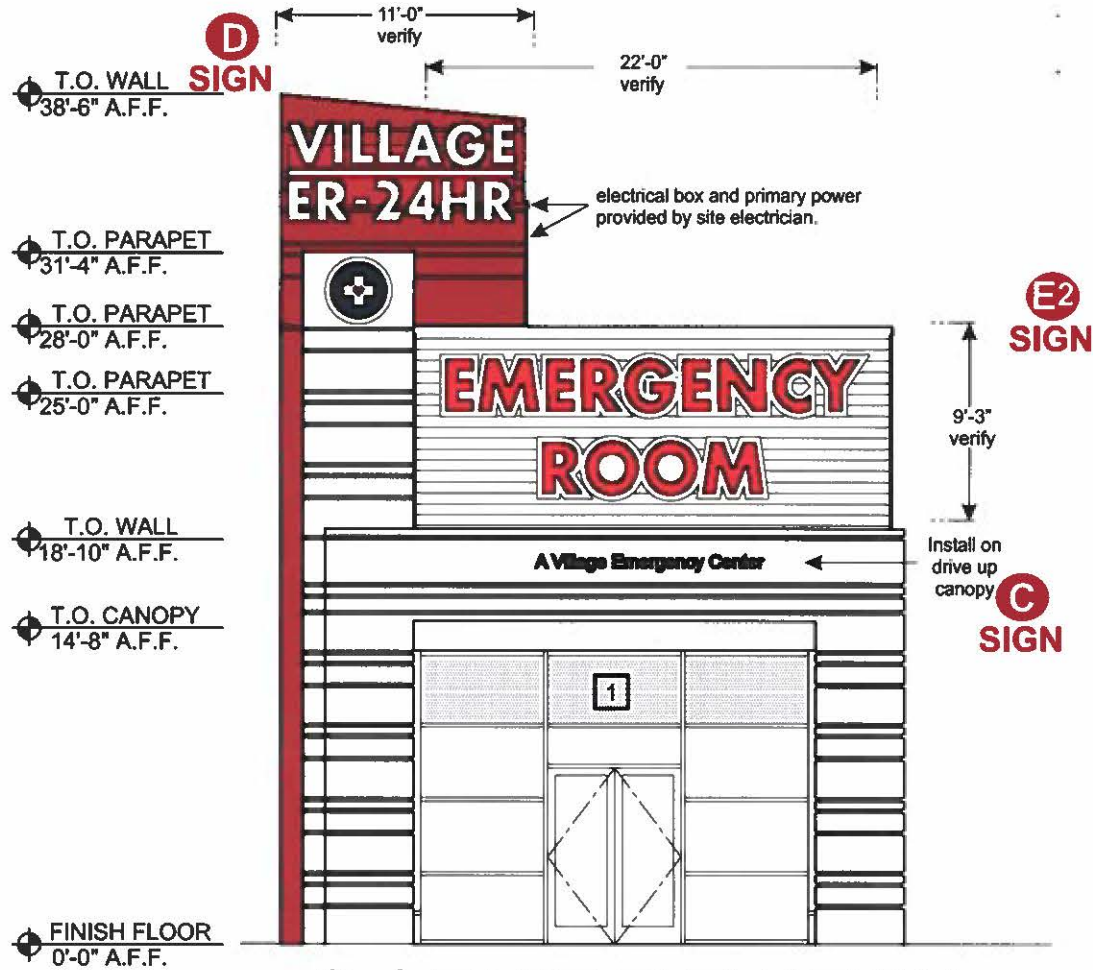 D
SIGN
11'-0"
verify
22'-0"
verify
T.O. WALL
38'-6" A.F.F.
VILLAGE
ER-24HR
electrical box and primary power
provided by site electrician.
T.O. PARAPET
31'-4" A.F.F.
T.O. PARAPET
28'-0" A.F.F.
T.O. PARAPET
25'-0" A.F.F.
E2
SIGN
EMERGENCY
ROOM
9'-3"
verify
T.O. WALL
18'-10" A.F.F.
A Village Emergency Center
Install on
drive up
canopy
C
SIGN
T.O. CANOPY
14'-8" A.F.F.
1
FINISH FLOOR
0'-0" A.F.F.